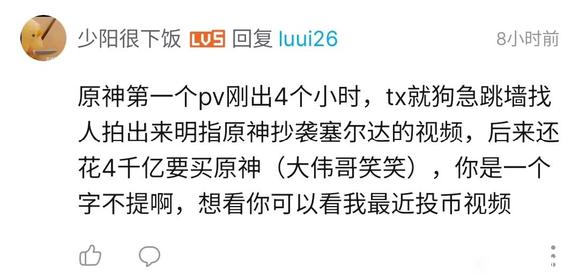 少阳很下饭 LV5 回复 luui26 8小时前
原神第一个pv刚出4个小时，tx就狗急跳墙找
人拍出来明指原神抄袭塞尔达的视频，后来还
花4千亿要买原神（大伟哥笑笑），你是一个
字不提啊，想看你可以看我最近投币视频